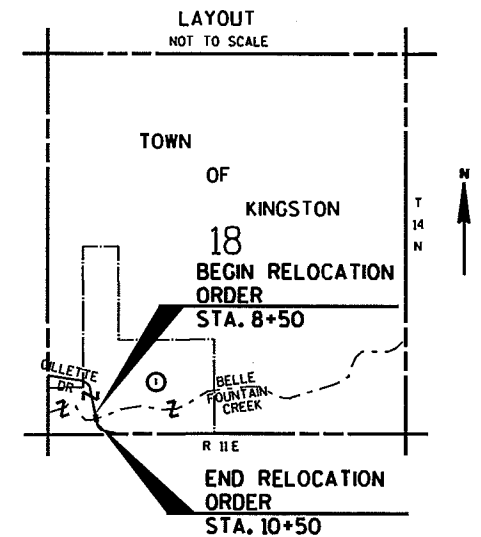 LAYOUT
NOT TO SCALE
TOWN
OF
KINGSTON
N
T
14
N
18
BEGIN RELOCATION
ORDER
STA. 8+50
GILLETTE
DR
1
BELLE
FOUNTAIN
CREEK
R 11 E
END RELOCATION
ORDER
STA. 10+50